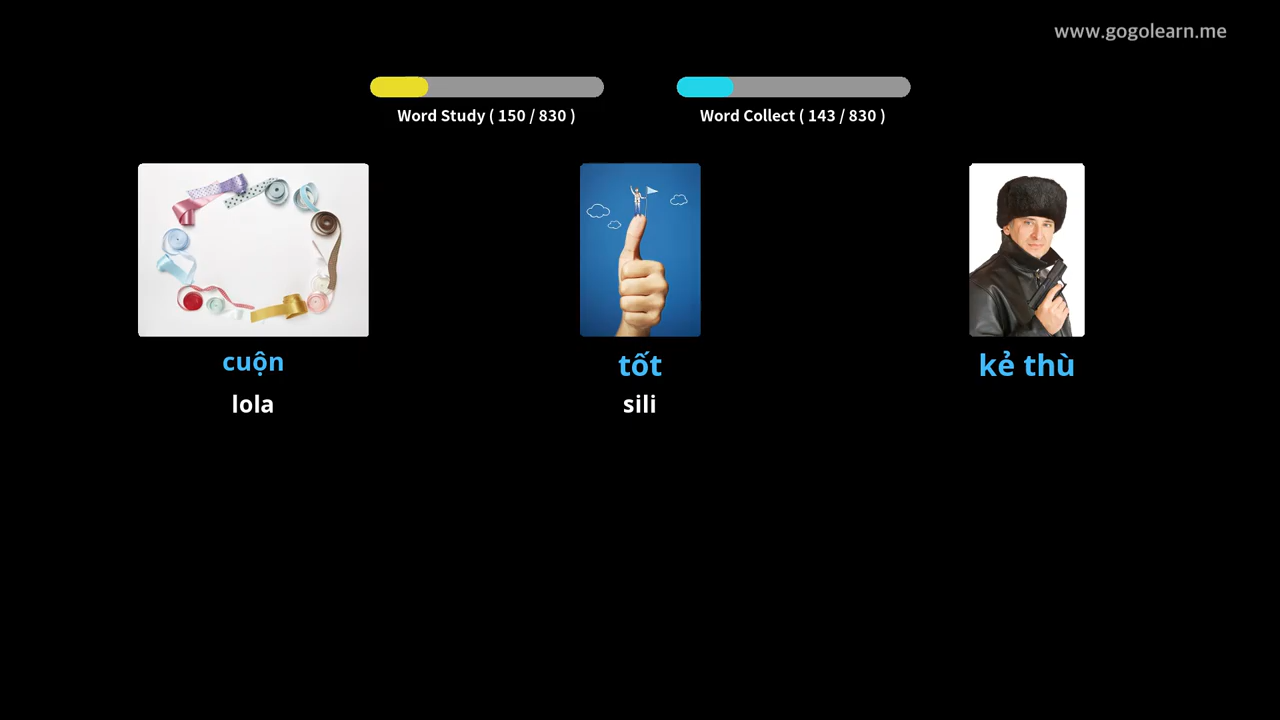 www.gogolearn.me
Word Study ( 150 / 830 )
Word Collect ( 143 / 830 )
cuộn
tốt
kẻ thù
lola
sili